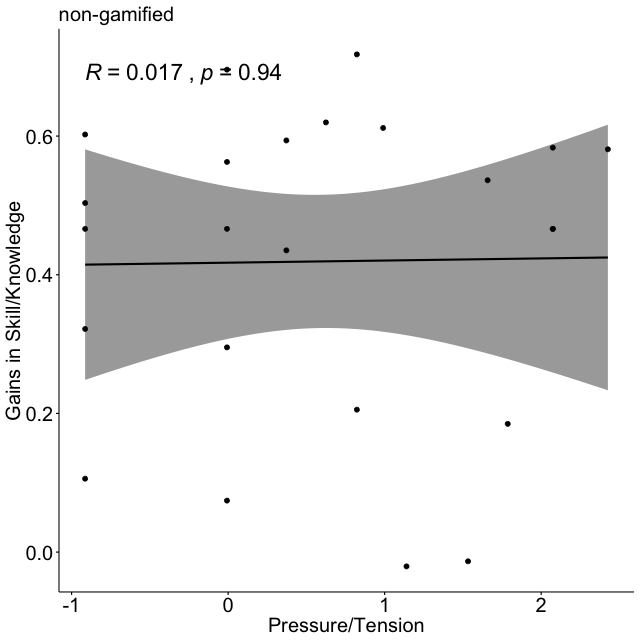 non-gamified
R = 0.017 , p = 0.94
Gains in Skill/Knowledge
0.6
0.4
0.2
0.0
-1 0 1 2
Pressure/Tension